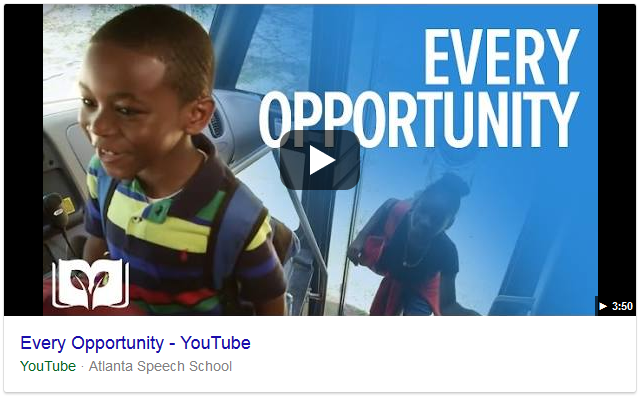 EVERY
OPPORTUNITY
3:50
Every Opportunity - YouTube
YouTube · Atlanta Speech School